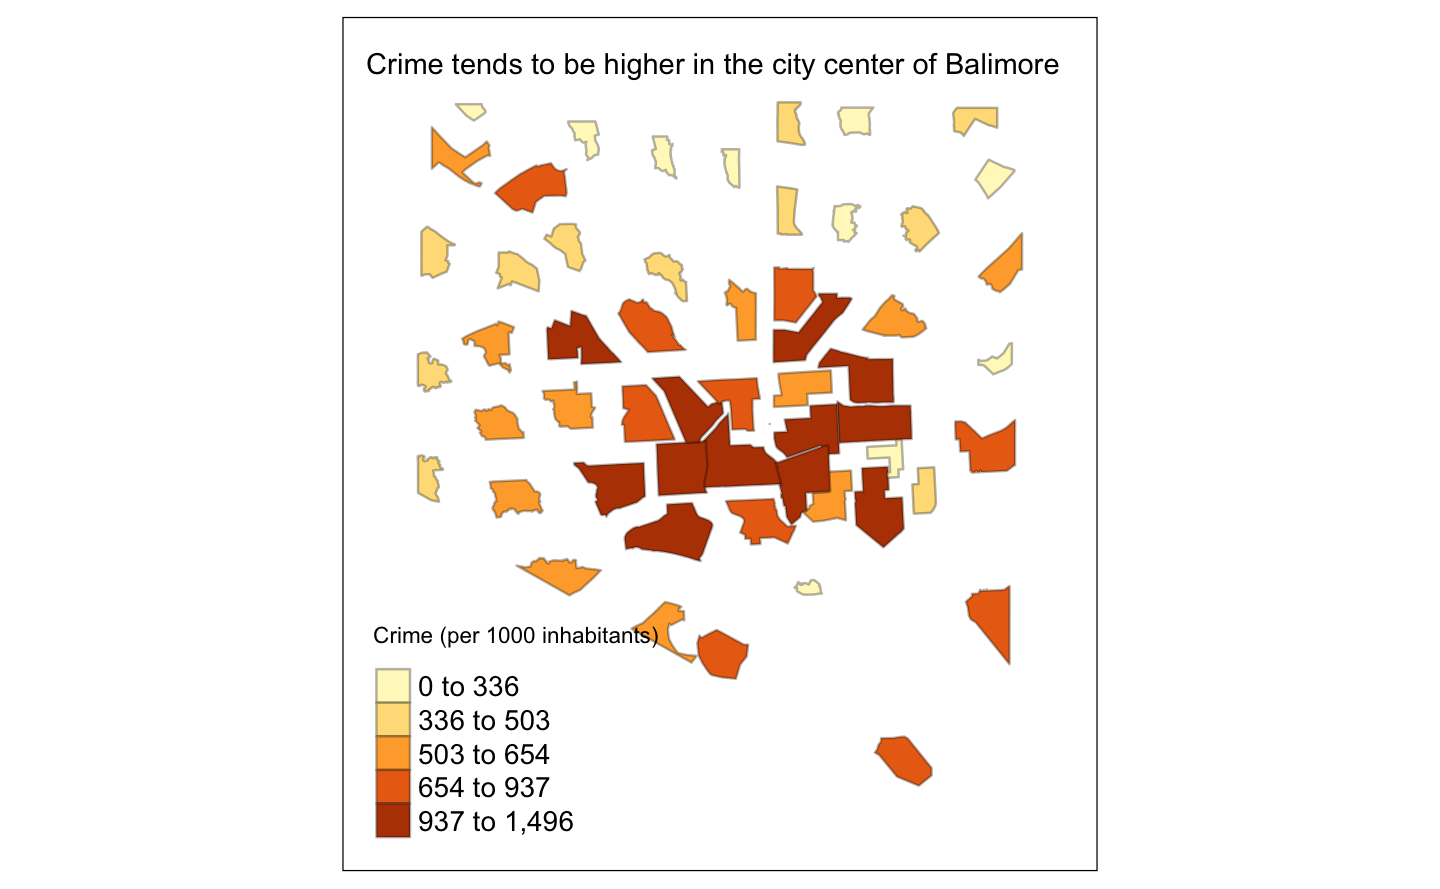 Crime tends to be higher in the city center of Balimore
Crime (per 1000 inhabitants)
0 to 336
336 to 503
503 to 654
654 to 937
937 to 1,496